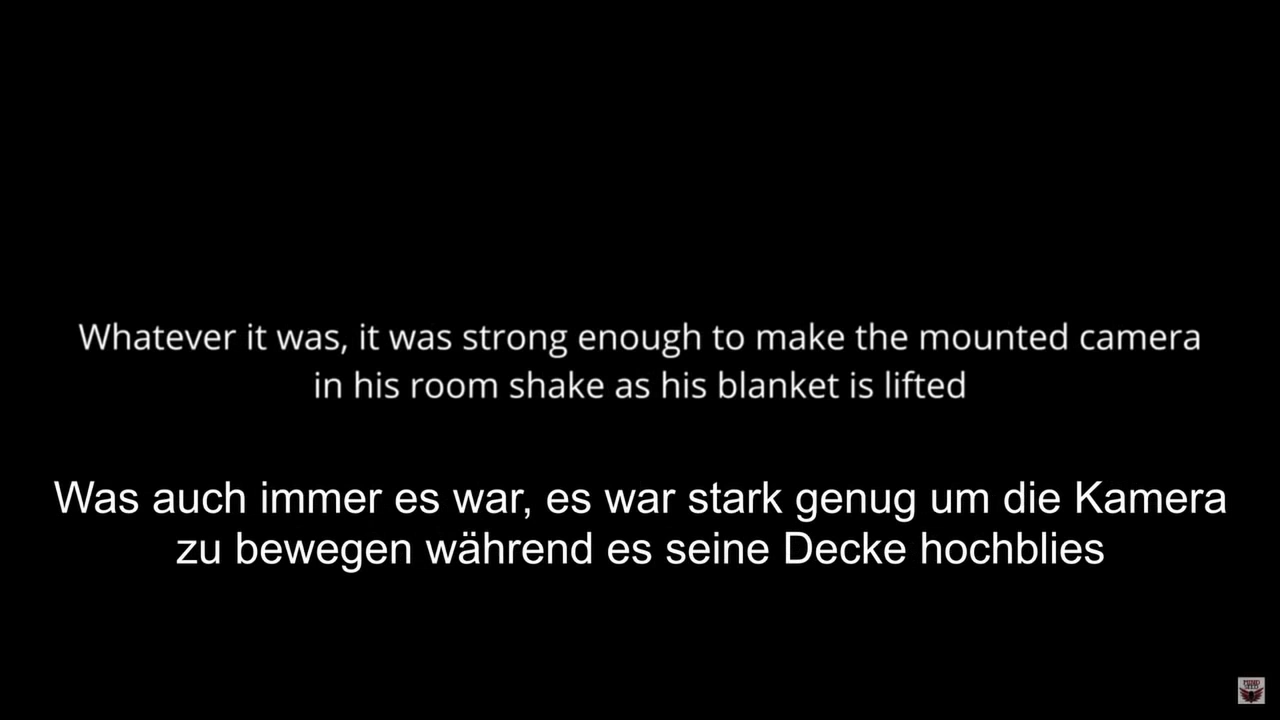 Whatever it was, it was strong enough to make the mounted camera
in his room shake as his blanket is lifted
Was auch immer es war, es war stark genug um die Kamera
zu bewegen während es seine Decke hochblies